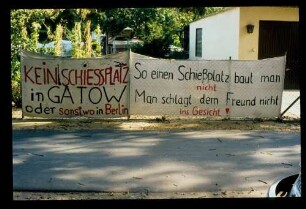 KEIN SCHIESSPLATZ
in GATOW
oder sonstwo in Berlin
So einen Schießplatz baut man
nicht
Man schlägt dem Freund nicht
ins Gesicht !